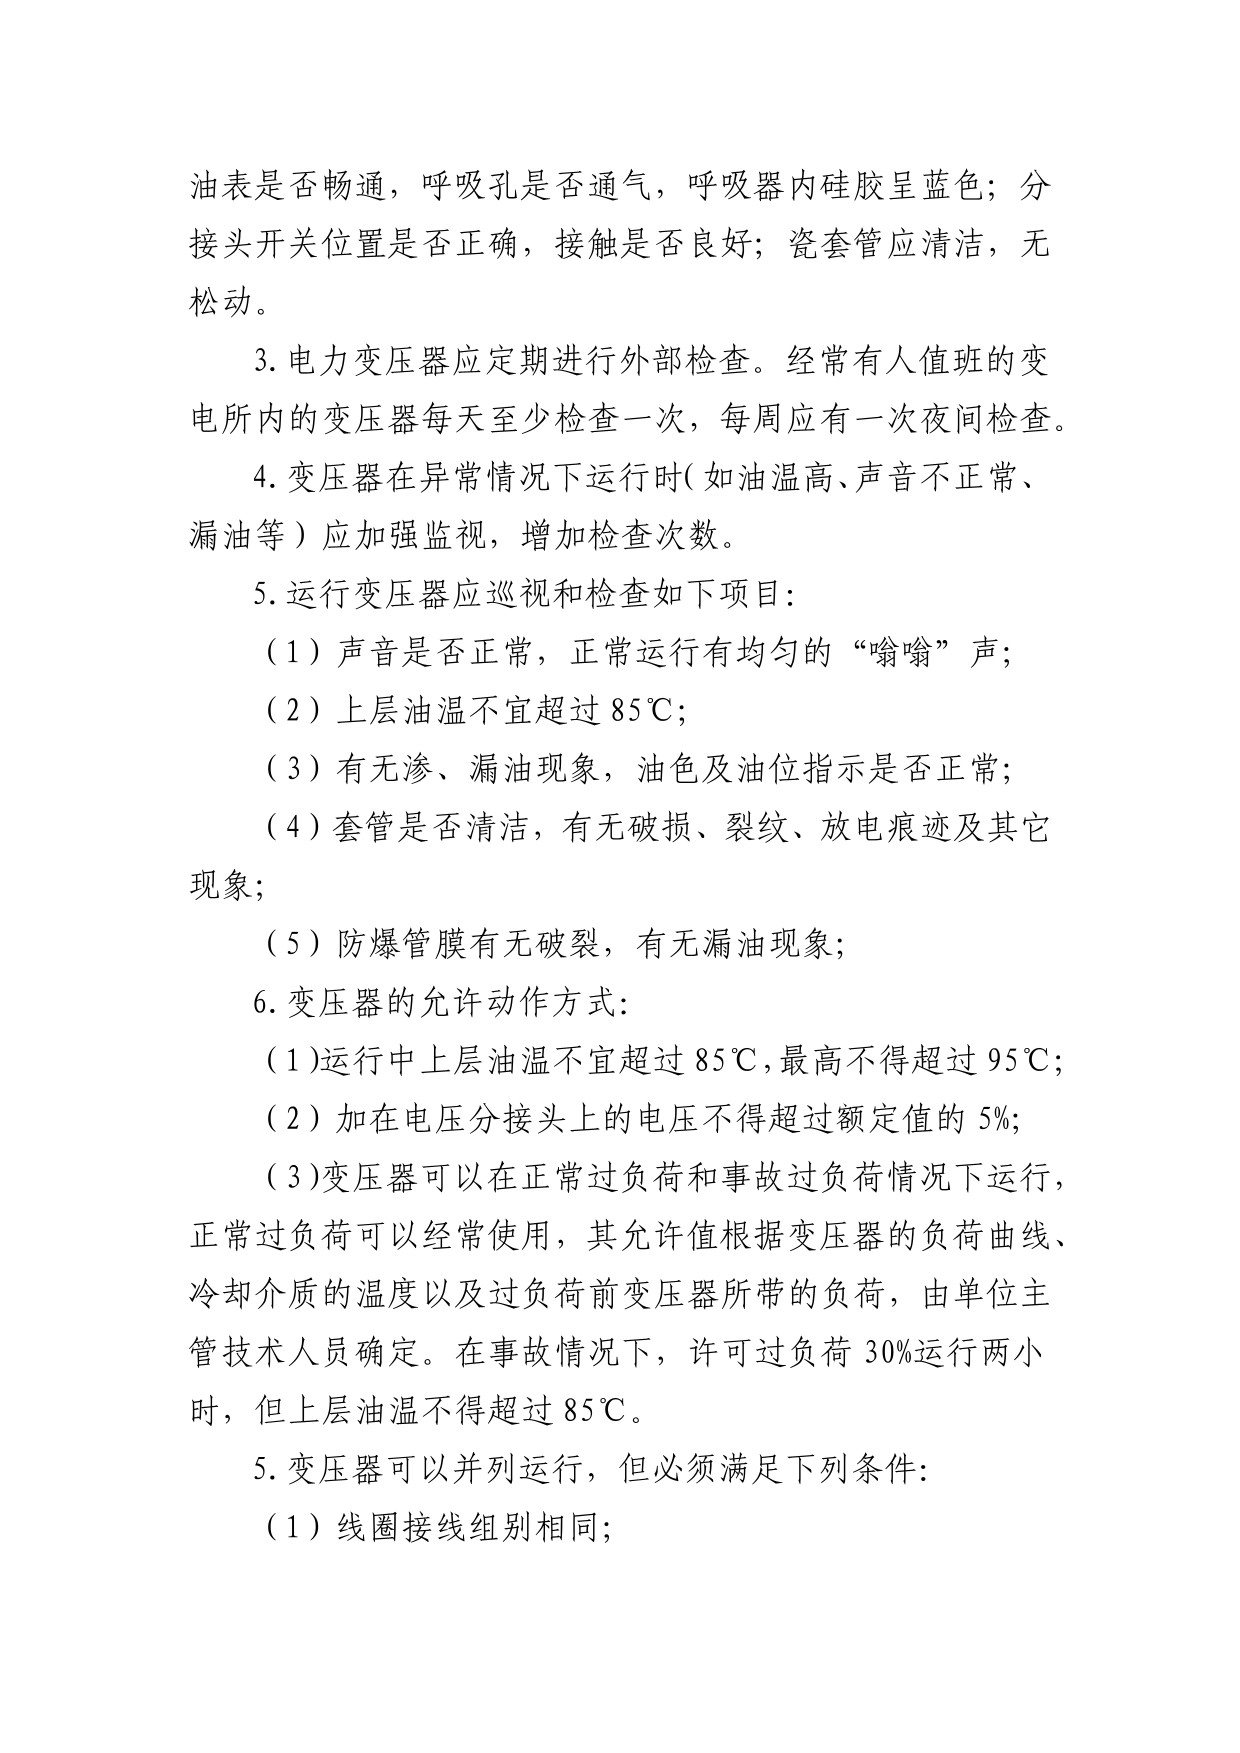 油表是否畅通，呼吸孔是否通气，呼吸器内硅胶呈蓝色；分
接头开关位置是否正确，接触是否良好；瓷套管应清洁，无
松动。
3.电力变压器应定期进行外部检查。经常有人值班的变
电所内的变压器每天至少检查一次，每周应有一次夜间检查。
4.变压器在异常情况下运行时(如油温高、声音不正常、
漏油等）应加强监视，增加检查次数。
5.运行变压器应巡视和检查如下项目：
（1）声音是否正常，正常运行有均匀的“嗡嗡”声；
（2）上层油温不宜超过85℃；
（3）有无渗、漏油现象，油色及油位指示是否正常；
（4）套管是否清洁，有无破损、裂纹、放电痕迹及其它
现象；
（5）防爆管膜有无破裂，有无漏油现象；
6.变压器的允许动作方式：
（1)运行中上层油温不宜超过85℃,最高不得超过95℃；
（2）加在电压分接头上的电压不得超过额定值的 5%；
（3)变压器可以在正常过负荷和事故过负荷情况下运行，
正常过负荷可以经常使用，其允许值根据变压器的负荷曲线、
冷却介质的温度以及过负荷前变压器所带的负荷，由单位主
管技术人员确定。在事故情况下，许可过负荷 30%运行两小
时，但上层油温不得超过85℃。
5.变压器可以并列运行，但必须满足下列条件：
（1）线圈接线组别相同；